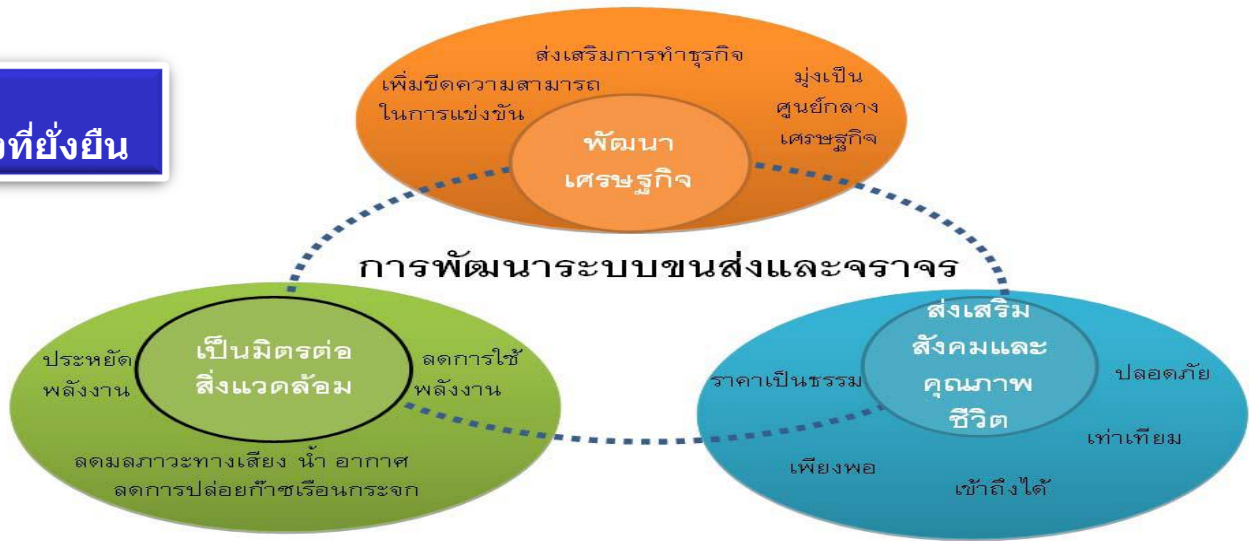 ที่ยั่งยืน
ส่งเสริมการทำธุรกิจ
เพิ่มขีดความสามารถ
ในการแข่งขัน
มุ่งเป็น
ศูนย์กลาง
เศรษฐกิจ
พัฒนา
เศรษฐกิจ
การพัฒนาระบบขนส่งและจราจร
เป็นมิตรต่อ
สิ่งแวดล้อม
ประหยัด
พลังงาน
ลดการใช้
พลังงาน
ลดมลภาวะทางเสียง น้ำ อากาศ
ลดการปล่อยก๊าซเรือนกระจก
ส่งเสริม
สังคมและ
คุณภาพ
ชีวิต
ราคาเป็นธรรม
ปลอดภัย
เท่าเทียม
เพียงพอ
เข้าถึงได้